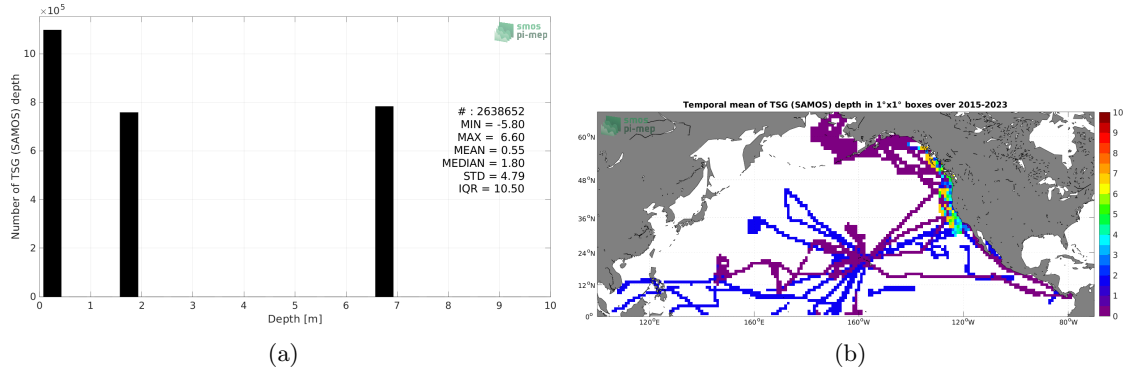 ×10⁵
smos
pi-mep
Number of TSG (SAMOS) depth
10
8
6
4
2
0
# : 2638652
MIN = -5.80
MAX = 6.60
MEAN = 0.55
MEDIAN = 1.80
STD = 4.79
IQR = 10.50
0 1 2 3 4 5 6 7 8 9 10
Depth [m]
(a)
Temporal mean of TSG (SAMOS) depth in 1°x1° boxes over 2015-2023
smos
pi-mep
60°N
48°N
36°N
24°N
12°N
0°
120°E 160°E 160°W 120°W 80°W
10
9
8
7
6
5
4
3
2
1
0
(b)